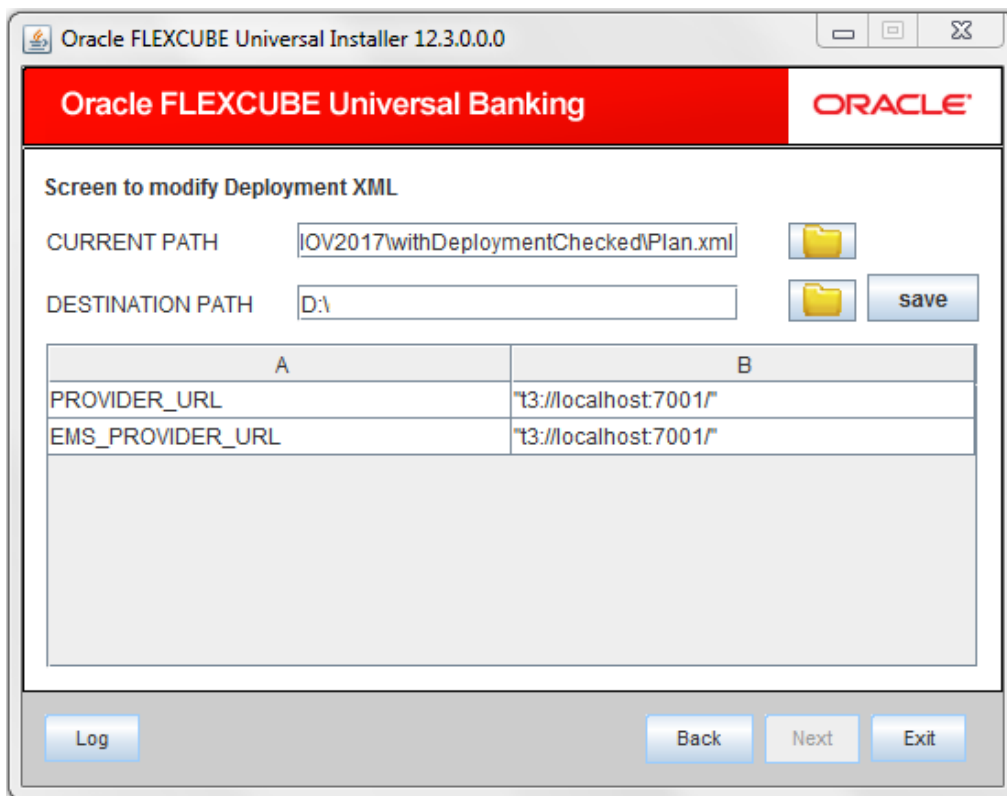 Oracle FLEXCUBE Universal Installer 12.3.0.0.0
Oracle FLEXCUBE Universal Banking
ORACLE
Screen to modify Deployment XML
CURRENT PATH
IOV2017\withDeploymentChecked\Plan.xml
DESTINATION PATH
D:\
save
A B
PROVIDER_URL "t3://localhost:7001/"
EMS_PROVIDER_URL "t3://localhost:7001/"
Log Back Next Exit